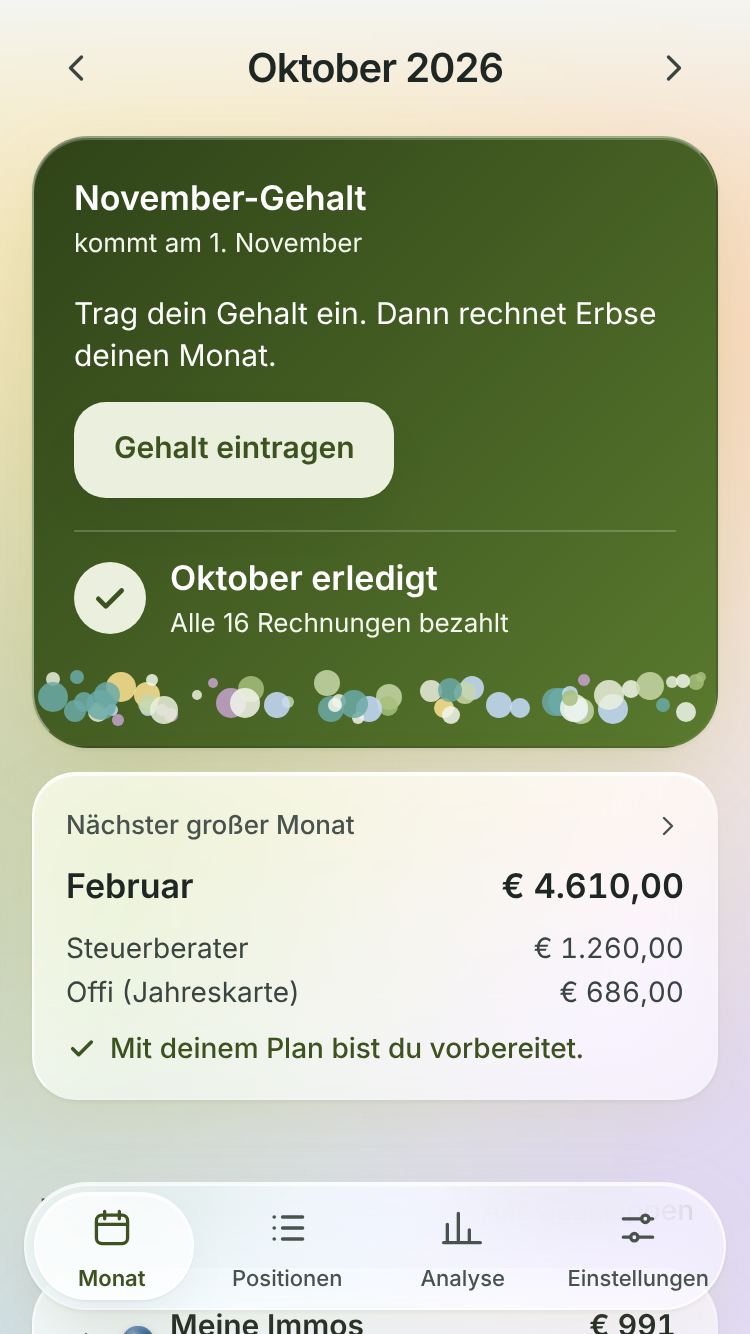 Oktober 2026
November-Gehalt
kommt am 1. November
Trag dein Gehalt ein. Dann rechnet Erbse
deinen Monat.
Gehalt eintragen
Oktober erledigt
Alle 16 Rechnungen bezahlt
Nächster großer Monat
Februar € 4.610,00
Steuerberater € 1.260,00
Offi (Jahreskarte) € 686,00
Mit deinem Plan bist du vorbereitet.
Monat Positionen Analyse Einstellungen
Meine Immos € 991